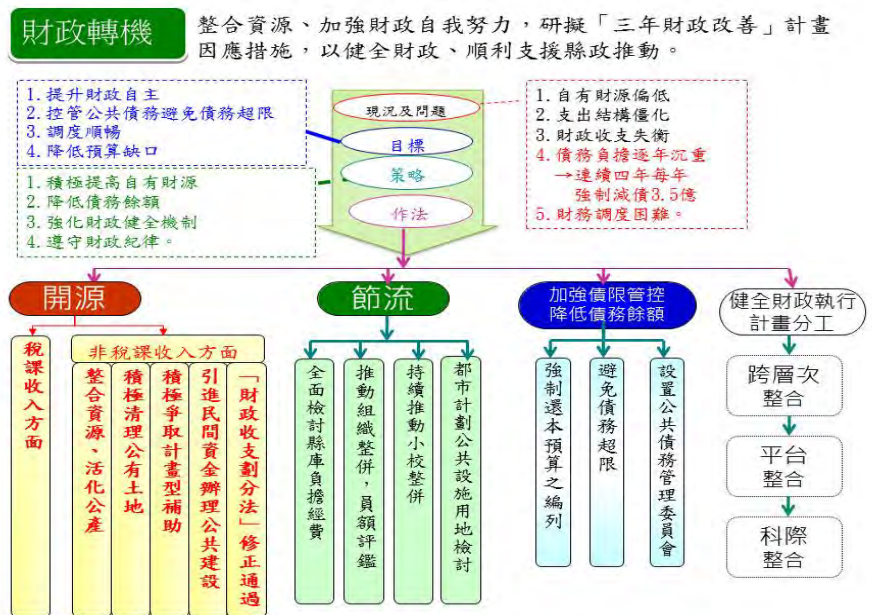 財政轉機
整合資源、加強財政自我努力，研擬「三年財政改善」計畫
因應措施，以健全財政、順利支援縣政推動。
1. 提升財政自主
2. 控管公共債務避免債務超限
3. 調度順暢
4. 降低預算缺口
1. 積極提高自有財源
2. 降低債務餘額
3. 強化財政健全機制
4. 遵守財政紀律。
現況及問題
目標
策略
作法
1. 自有財源偏低
2. 支出結構僵化
3. 財政收支失衡
4. 債務負擔逐年沉重
→連續四年每年
強制減債3.5億
5. 財務調度困難。
開源
稅課收入方面
非稅課收入方面
整合資源、活化公產
積極清理公有土地
積極爭取計畫型補助
引進民間資金辦理公共建設
「財政收支劃分法」修正通過
節流
全面檢討縣庫負擔經費
推動組織整併，員額評鑑
持續推動小校整併
都市計劃公共設施用地檢討
加強債限管控
降低債務餘額
強制還本預算之編列
避免債務超限
設置公共債務管理委員會
健全財政執行
計畫分工
跨層次
整合
平台
整合
科際
整合